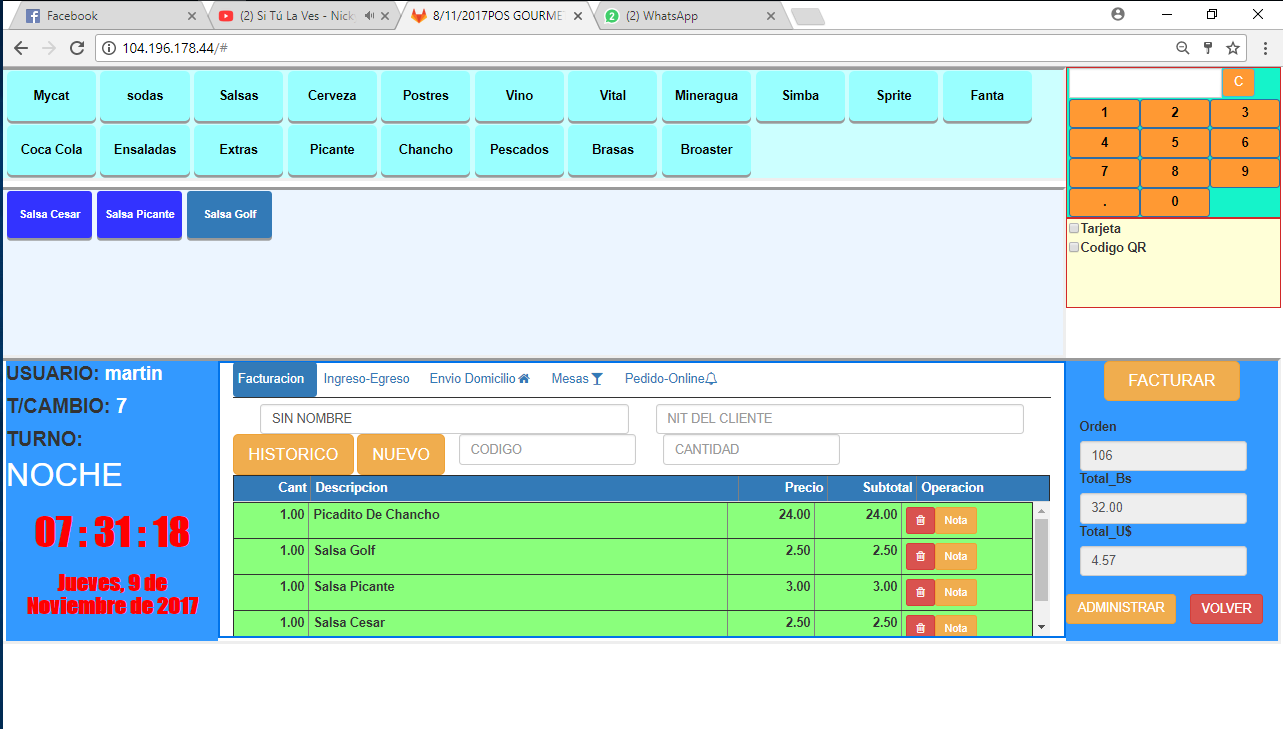 Facebook
(2) Si Tú La Ves - Nick
8/11/2017POS GOURME
(2) WhatsApp
104.196.178.44/#
Mycat sodas Salsas Cerveza Postres Vino Vital Mineragua Simba Sprite Fanta
Coca Cola Ensaladas Extras Picante Chancho Pescados Brasas Broaster
C
1 2 3
4 5 6
7 8 9
. 0
Tarjeta
Codigo QR
Salsa Cesar Salsa Picante Salsa Golf
USUARIO: martin
T/CAMBIO: 7
TURNO:
NOCHE
07 : 31 : 18
Jueves, 9 de
Noviembre de 2017
Facturacion Ingreso-Egreso Envio Domicilio Mesas Pedido-Online
SIN NOMBRE NIT DEL CLIENTE
HISTORICO NUEVO CODIGO CANTIDAD
Cant Descripcion Precio Subtotal Operacion
1.00 Picadito De Chancho 24.00 24.00 Nota
1.00 Salsa Golf 2.50 2.50 Nota
1.00 Salsa Picante 3.00 3.00 Nota
1.00 Salsa Cesar 2.50 2.50 Nota
FACTURAR
Orden
106
Total_Bs
32.00
Total_U$
4.57
ADMINISTRAR VOLVER